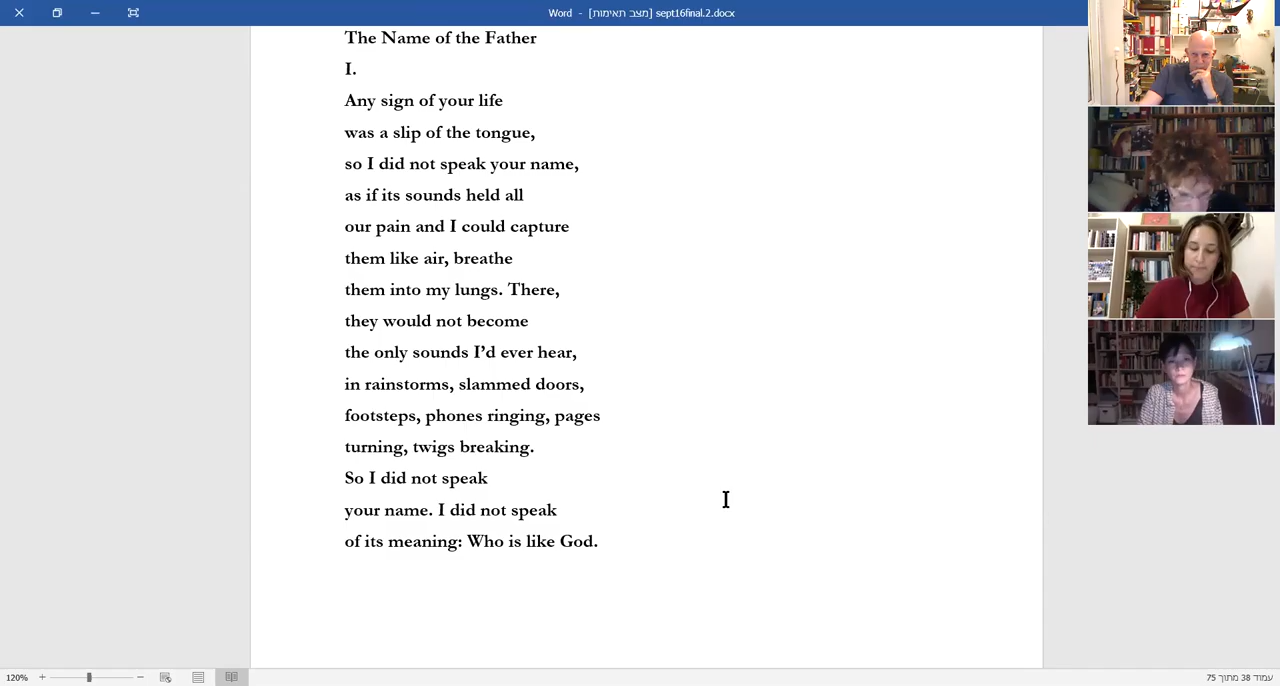 sept16final.2.docx [מצב תאימות] - Word
The Name of the Father
I.
Any sign of your life
was a slip of the tongue,
so I did not speak your name,
as if its sounds held all
our pain and I could capture
them like air, breathe
them into my lungs. There,
they would not become
the only sounds I’d ever hear,
in rainstorms, slammed doors,
footsteps, phones ringing, pages
turning, twigs breaking.
So I did not speak
your name. I did not speak
of its meaning: Who is like God.
120%
עמוד 38 מתוך 75